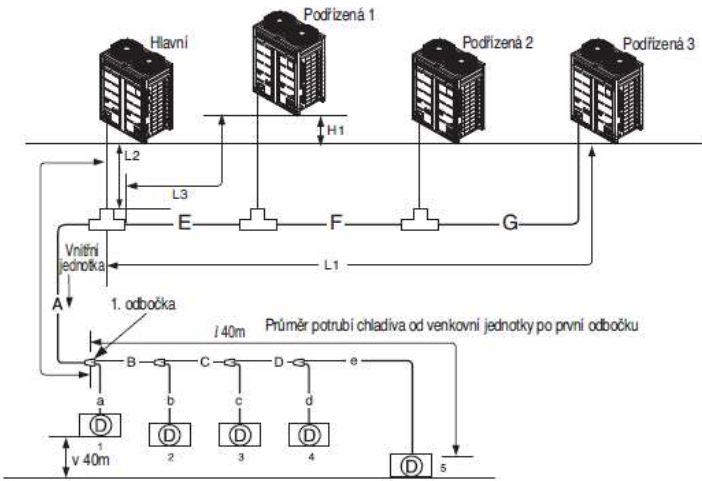 Hlavní
Podřízená 1
Podřízená 2
Podřízená 3
H1
L2
L3
E
F
G
Vnitřní
jednotka
L1
A
1. odbočka
l 40m
Průměr potrubí chladíva od venkovní jednotky po první odbočku
B
C
D
e
a
b
c
d
D
D
D
D
1
2
3
4
v 40m
D
5